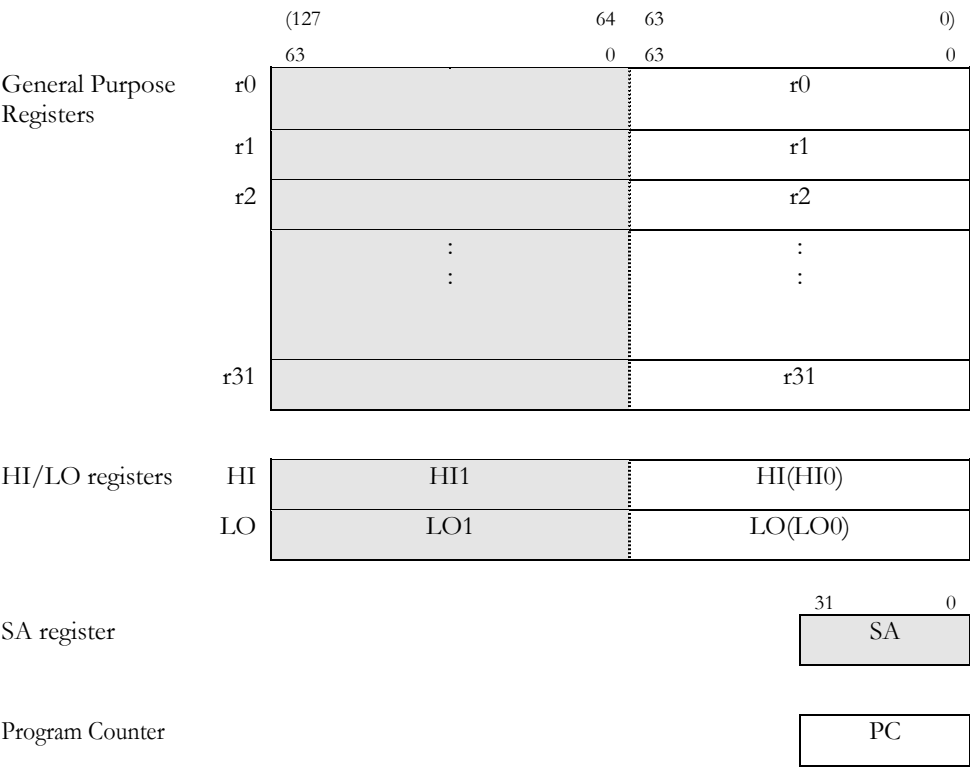 (127 64 63 0)
63 0 63 0
General Purpose Registers r0 r0
r1 r1
r2 r2
: :
: :
r31 r31
HI/LO registers HI HI1 HI(HI0)
LO LO1 LO(LO0)
31 0
SA register SA
Program Counter PC